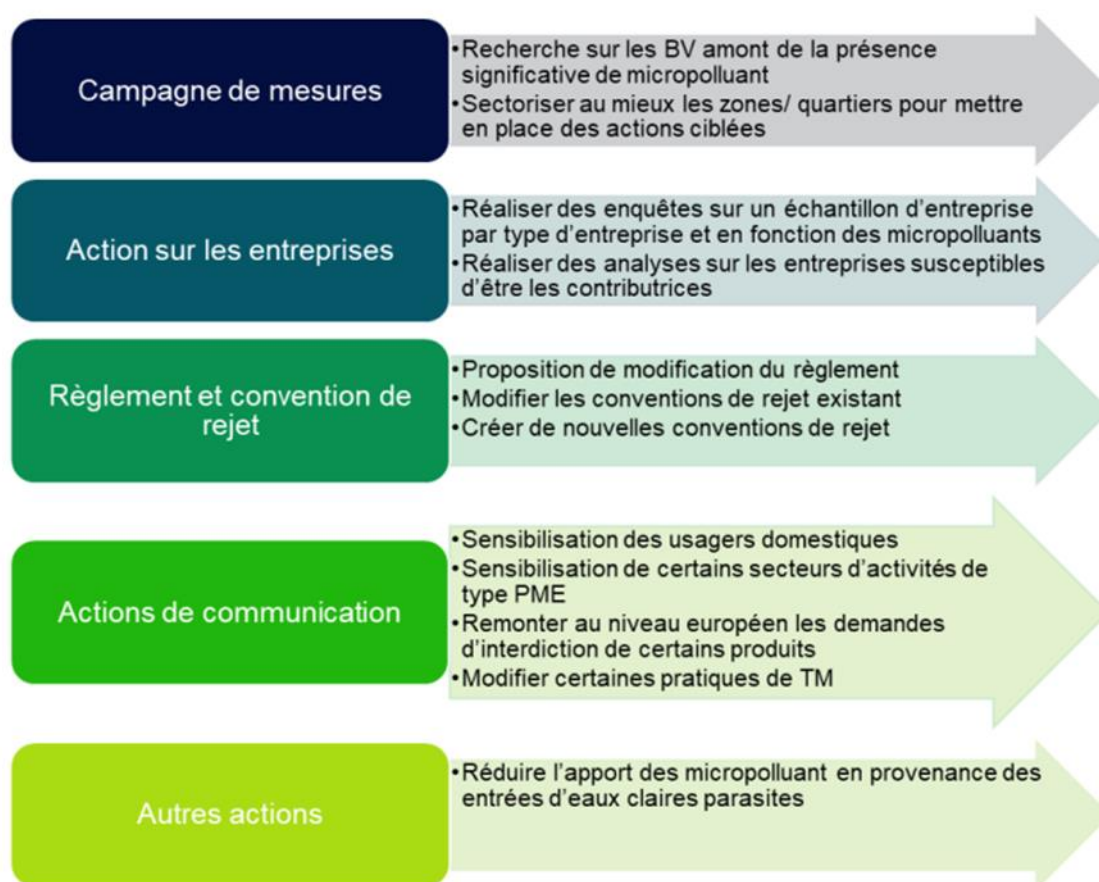 Campagne de mesures
•Recherche sur les BV amont de la présence
significative de micropolluant
•Sectoriser au mieux les zones/ quartiers pour mettre
en place des actions ciblées
Action sur les entreprises
•Réaliser des enquêtes sur un échantillon d'entreprise
par type d'entreprise et en fonction des micropolluants
•Réaliser des analyses sur les entreprises susceptibles
d'être les contributrices
Règlement et convention de
rejet
•Proposition de modification du règlement
•Modifier les conventions de rejet existant
•Créer de nouvelles conventions de rejet
Actions de communication
•Sensibilisation des usagers domestiques
•Sensibilisation de certains secteurs d'activités de
type PME
•Remonter au niveau européen les demandes
d'interdiction de certains produits
•Modifier certaines pratiques de TM
Autres actions
•Réduire l'apport des micropolluant en provenance des
entrées d'eaux claires parasites